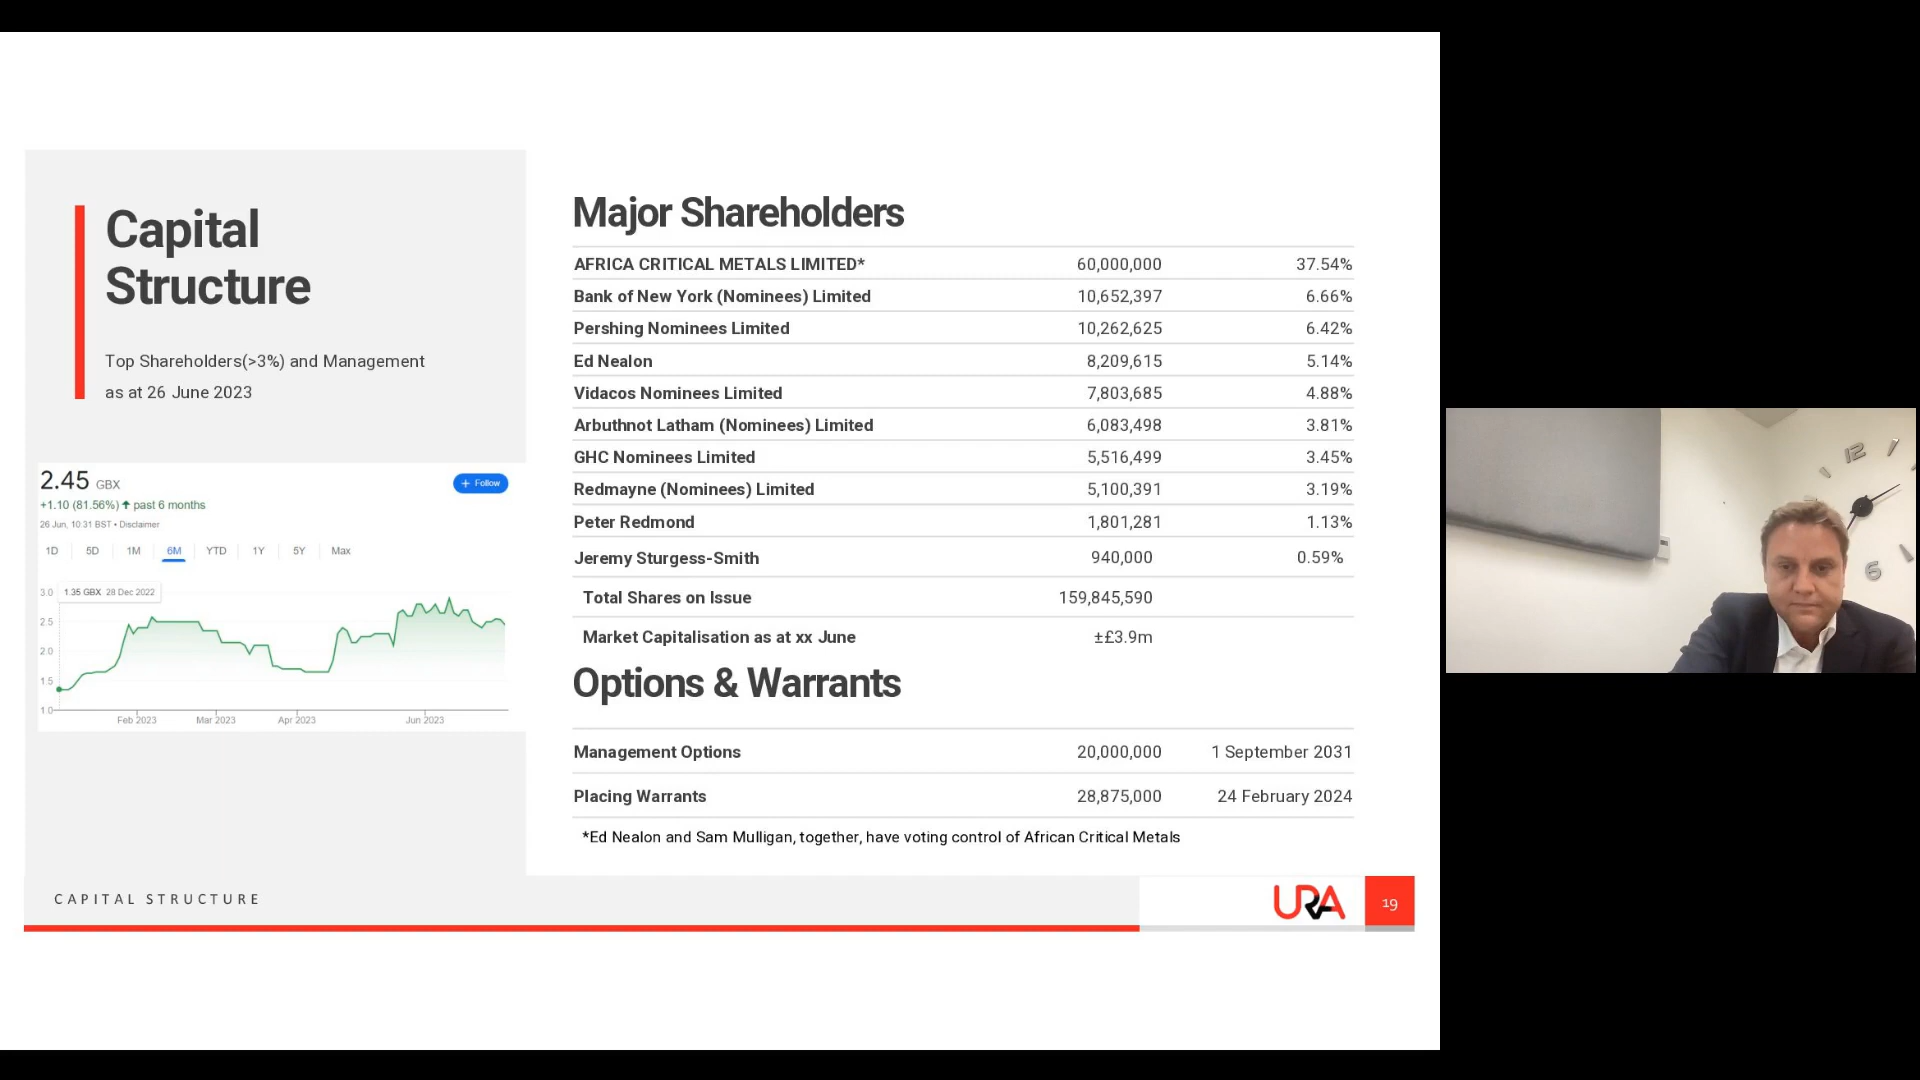 Capital
Structure
Top Shareholders(>3%) and Management
as at 26 June 2023
2.45 GBX
+ Follow
+1.10 (81.56%) ↑ past 6 months
26 Jun, 10:31 BST • Disclaimer
1D 5D 1M 6M YTD 1Y 5Y Max
3.0
1.35 GBX 28 Dec 2022
2.5
2.0
1.5
1.0
Feb 2023 Mar 2023 Apr 2023 Jun 2023
Major Shareholders
AFRICA CRITICAL METALS LIMITED* 60,000,000 37.54%
Bank of New York (Nominees) Limited 10,652,397 6.66%
Pershing Nominees Limited 10,262,625 6.42%
Ed Nealon 8,209,615 5.14%
Vidacos Nominees Limited 7,803,685 4.88%
Arbuthnot Latham (Nominees) Limited 6,083,498 3.81%
GHC Nominees Limited 5,516,499 3.45%
Redmayne (Nominees) Limited 5,100,391 3.19%
Peter Redmond 1,801,281 1.13%
Jeremy Sturgess-Smith 940,000 0.59%
Total Shares on Issue 159,845,590
Market Capitalisation as at xx June ±£3.9m
Options & Warrants
Management Options 20,000,000 1 September 2031
Placing Warrants 28,875,000 24 February 2024
*Ed Nealon and Sam Mulligan, together, have voting control of African Critical Metals
CAPITAL STRUCTURE
URA
19
12
6